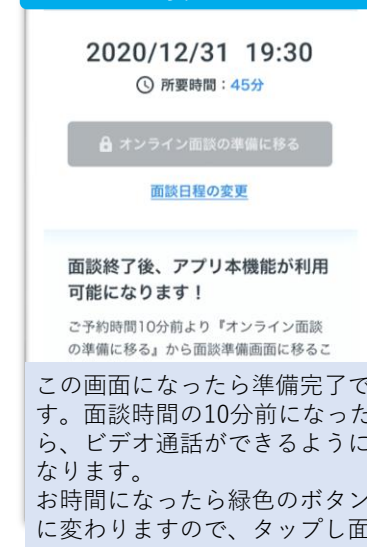 2020/12/31 19:30
所要時間：45分
オンライン面談の準備に移る
面談日程の変更
面談終了後、アプリ本機能が利用
可能になります！
ご予約時間10分前より『オンライン面談
の準備に移る』から面談準備画面に移るこ
この画面になったら準備完了で
す。面談時間の10分前になった
ら、ビデオ通話ができるように
なります。
お時間になったら緑色のボタン
に変わりますので、タップし面